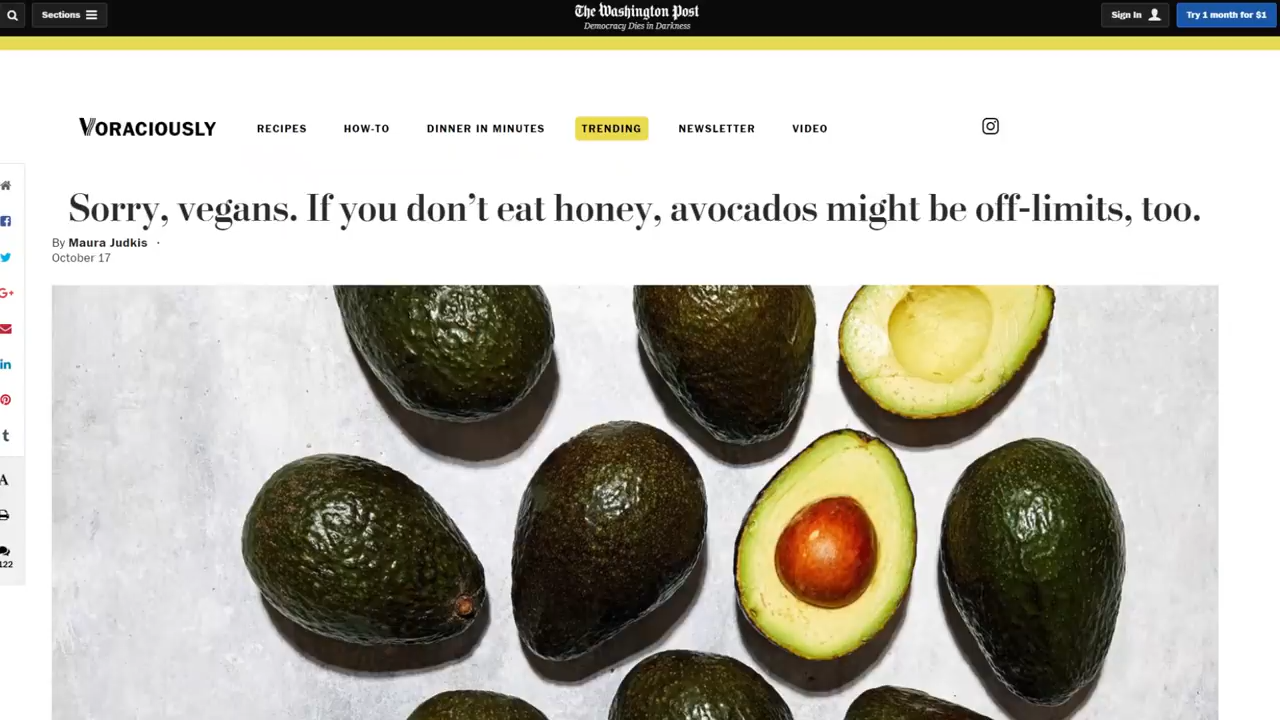 Sections
The Washington Post
Democracy Dies in Darkness
Sign In
Try 1 month for $1
VORACIOUSLY
RECIPES
HOW-TO
DINNER IN MINUTES
TRENDING
NEWSLETTER
VIDEO
Sorry, vegans. If you don’t eat honey, avocados might be off-limits, too.
By Maura Judkis ·
October 17
G+
in
t
A
122